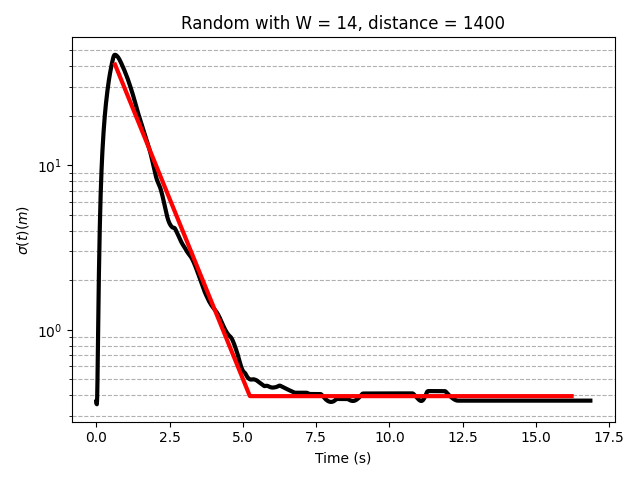 Random with W = 14, distance = 1400
σ(t)(m)
10¹
10⁰
0.0 2.5 5.0 7.5 10.0 12.5 15.0 17.5
Time (s)